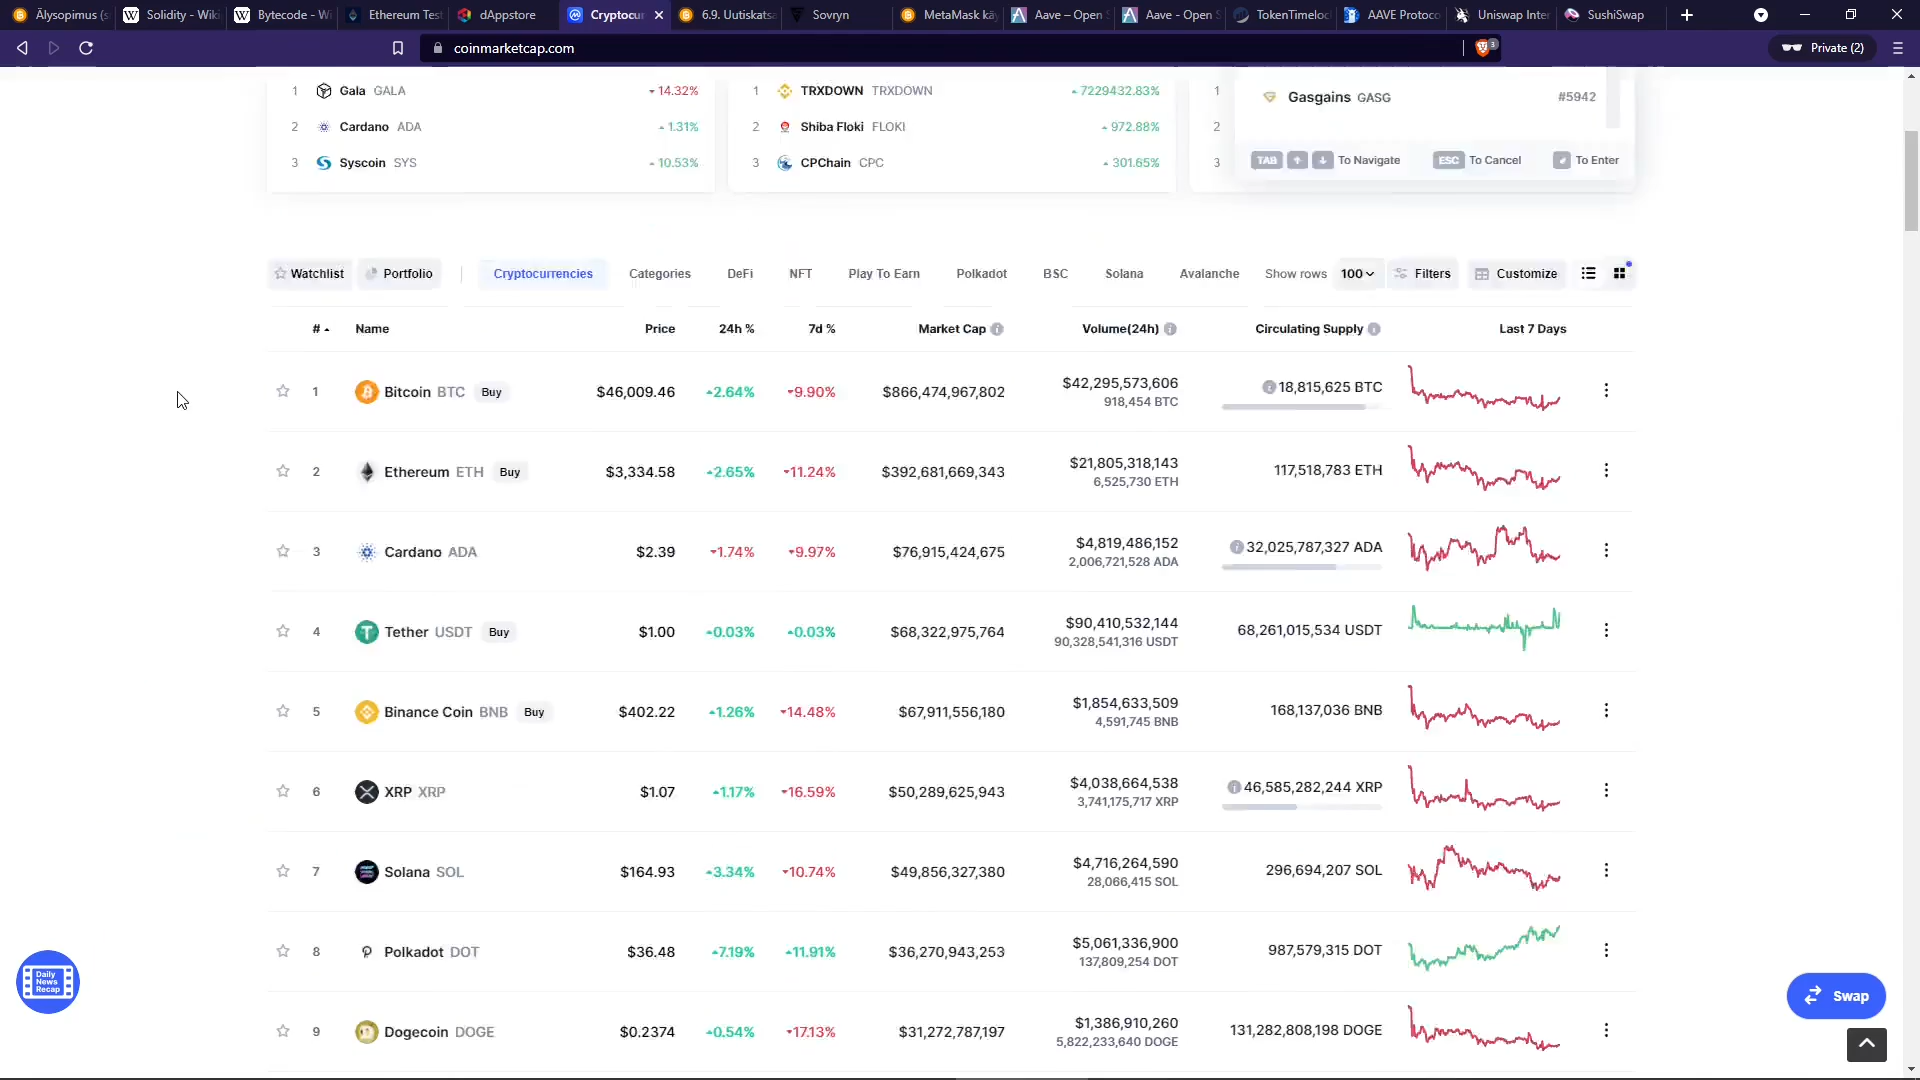 Älysopimus (s
Solidity - Wiki
Bytecode - Wi
Ethereum Test
dAppstore
Cryptocur
6.9. Uutiskatsa
Sovryn
MetaMask käy
Aave – Open S
Aave - Open S
TokenTimeloc
AAVE Protoco
Uniswap Inter
SushiSwap
coinmarketcap.com
3
Private (2)
1 Gala GALA 14.32%
2 Cardano ADA 1.31%
3 Syscoin SYS 10.53%
1 TRXDOWN TRXDOWN 7229432.83%
2 Shiba Floki FLOKI 972.88%
3 CPChain CPC 301.65%
1
2
3
Gasgains GASG #5942
TAB To Navigate ESC To Cancel To Enter
Watchlist Portfolio Cryptocurrencies Categories DeFi NFT Play To Earn Polkadot BSC Solana Avalanche Show rows 100 Filters Customize
# Name Price 24h % 7d % Market Cap Volume(24h) Circulating Supply Last 7 Days
1 Bitcoin BTC Buy $46,009.46 2.64% 9.90% $866,474,967,802 $42,295,573,606 18,815,625 BTC
918,454 BTC
2 Ethereum ETH Buy $3,334.58 2.65% 11.24% $392,681,669,343 $21,805,318,143 117,518,783 ETH
6,525,730 ETH
3 Cardano ADA $2.39 1.74% 9.97% $76,915,424,675 $4,819,486,152 32,025,787,327 ADA
2,006,721,528 ADA
4 Tether USDT Buy $1.00 0.03% 0.03% $68,322,975,764 $90,410,532,144 68,261,015,534 USDT
90,328,541,316 USDT
5 Binance Coin BNB Buy $402.22 1.26% 14.48% $67,911,556,180 $1,854,633,509 168,137,036 BNB
4,591,745 BNB
6 XRP XRP $1.07 1.17% 16.59% $50,289,625,943 $4,038,664,538 46,585,282,244 XRP
3,741,175,717 XRP
7 Solana SOL $164.93 3.34% 10.74% $49,856,327,380 $4,716,264,590 296,694,207 SOL
28,066,415 SOL
8 Polkadot DOT $36.48 7.19% 11.91% $36,270,943,253 $5,061,336,900 987,579,315 DOT
137,809,254 DOT
9 Dogecoin DOGE $0.2374 0.54% 17.13% $31,272,787,197 $1,386,910,260 131,282,808,198 DOGE
5,822,233,640 DOGE
Daily
News
Recap
Swap